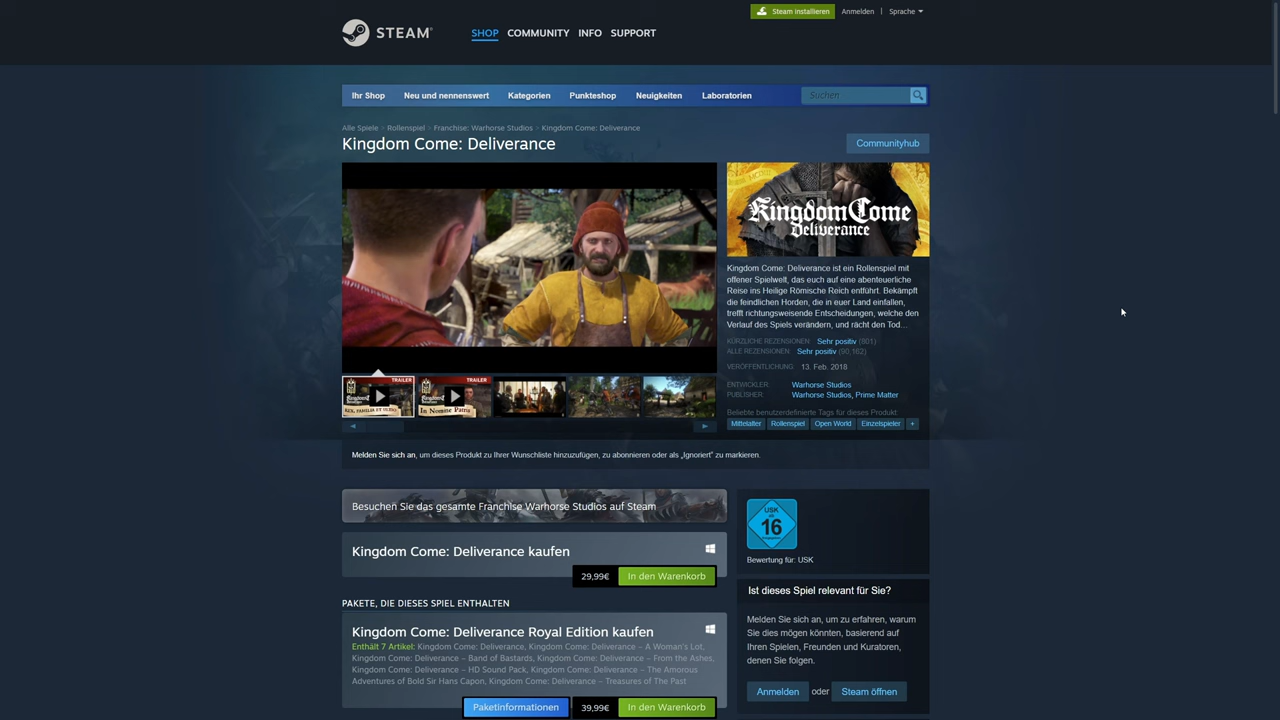 Steam installieren
Anmelden | Sprache
STEAM®
SHOP COMMUNITY INFO SUPPORT
Ihr Shop Neu und nennenswert Kategorien Punkteshop Neuigkeiten Laboratorien Suchen
Alle Spiele > Rollenspiel > Franchise: Warhorse Studios > Kingdom Come: Deliverance
Kingdom Come: Deliverance
Communityhub
Kingdom Come
Deliverance
Kingdom Come: Deliverance ist ein Rollenspiel mit
offener Spielwelt, das euch auf eine abenteuerliche
Reise ins Heilige Römische Reich entführt. Bekämpft
die feindlichen Horden, die in euer Land einfallen,
trefft richtungsweisende Entscheidungen, welche den
Verlauf des Spiels verändern, und rächt den Tod...
KÜRZLICHE REZENSIONEN: Sehr positiv (601)
ALLE REZENSIONEN: Sehr positiv (90,162)
VERÖFFENTLICHUNG: 13. Feb. 2018
ENTWICKLER: Warhorse Studios
PUBLISHER: Warhorse Studios, Prime Matter
Beliebte benutzerdefinierte Tags für dieses Produkt:
Mittelalter Rollenspiel Open World Einzelspieler +
TRAILER
TRAILER
In Nomine Patris
Melden Sie sich an, um dieses Produkt zu Ihrer Wunschliste hinzuzufügen, zu abonnieren oder als „Ignoriert" zu markieren.
Besuchen Sie das gesamte Franchise Warhorse Studios auf Steam
Kingdom Come: Deliverance kaufen
29,99€ In den Warenkorb
PAKETE, DIE DIESES SPIEL ENTHALTEN
Kingdom Come: Deliverance Royal Edition kaufen
Enthält 7 Artikel: Kingdom Come: Deliverance, Kingdom Come: Deliverance – A Woman's Lot,
Kingdom Come: Deliverance – Band of Bastards, Kingdom Come: Deliverance – From the Ashes,
Kingdom Come: Deliverance – HD Sound Pack, Kingdom Come: Deliverance – The Amorous
Adventures of Bold Sir Hans Capon, Kingdom Come: Deliverance – Treasures of The Past
Paketinformationen 39,99€ In den Warenkorb
USK
ab
16
Bewertung für: USK
Ist dieses Spiel relevant für Sie?
Melden Sie sich an, um zu erfahren, warum
Sie dies mögen könnten, basierend auf
Ihren Spielen, Freunden und Kuratoren,
denen Sie folgen.
Anmelden oder Steam öffnen